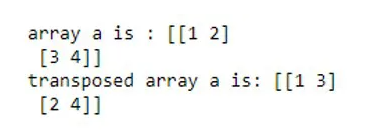 array a is : [[1 2]
 [3 4]]
transposed array a is: [[1 3]
 [2 4]]